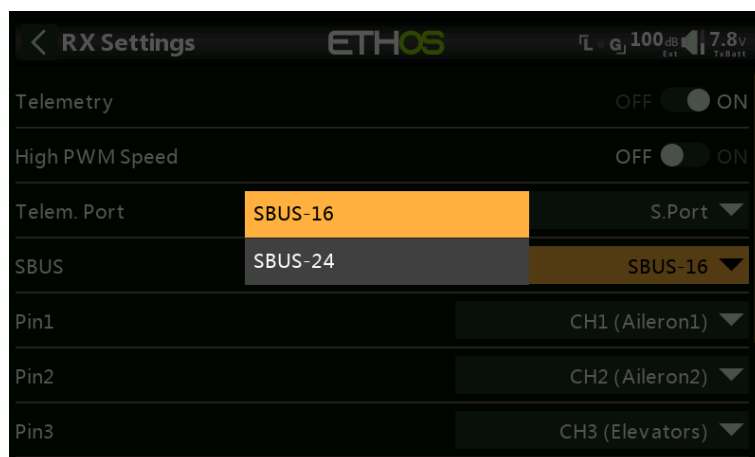 RX Settings ETHOS L G 100dB Ext 7.8V TxBatt
Telemetry OFF ON
High PWM Speed OFF ON
Telem. Port S.Port
SBUS-16
SBUS-24
SBUS SBUS-16
Pin1 CH1 (Aileron1)
Pin2 CH2 (Aileron2)
Pin3 CH3 (Elevators)